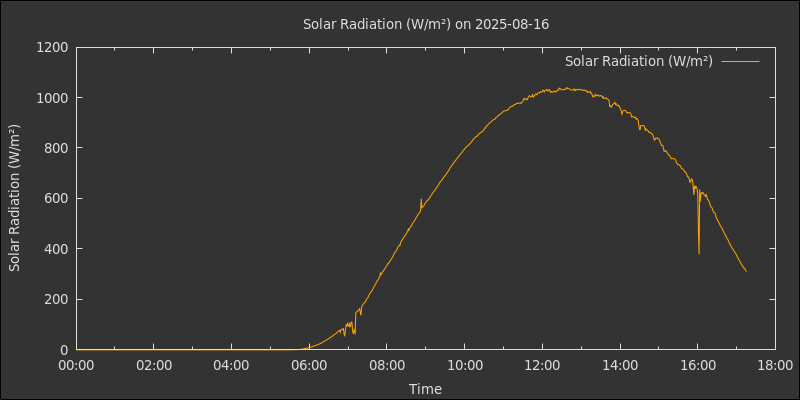 Solar Radiation (W/m²) on 2025-08-16
Solar Radiation (W/m²)
Solar Radiation (W/m²)
1200
1000
800
600
400
200
0
00:00 02:00 04:00 06:00 08:00 10:00 12:00 14:00 16:00 18:00
Time